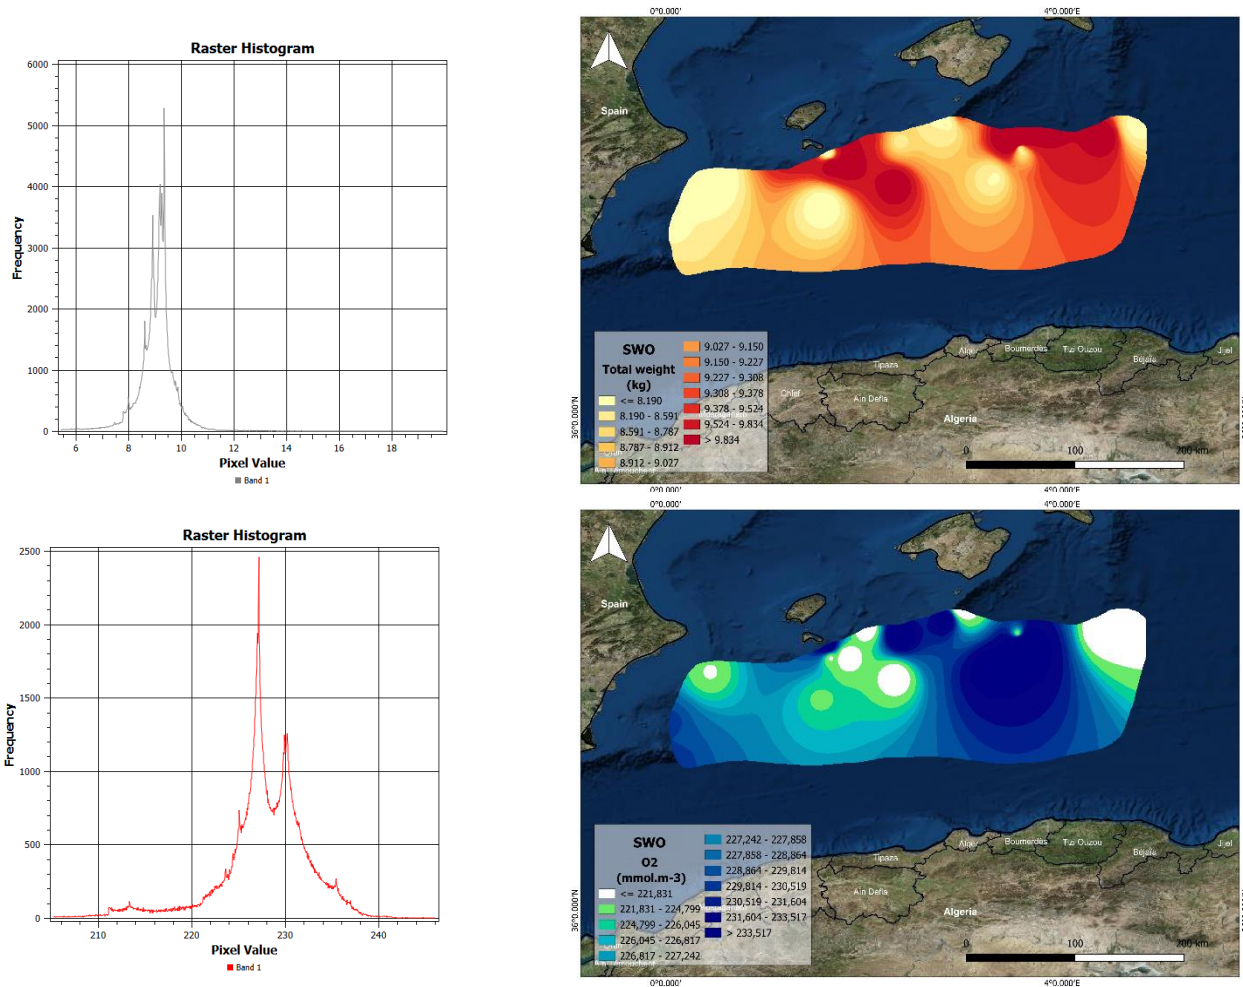 Raster Histogram
6000
5000
4000
3000
2000
1000
0
Frequency
6 8 10 12 14 16 18
Pixel Value
Band 1
0°0.000' 4°0.000'E
Spain
SWO
Total weight
(kg)
<= 8.190
8.190 - 8.591
8.591 - 8.787
8.787 - 8.912
8.912 - 9.027
9.027 - 9.150
9.150 - 9.227
9.227 - 9.308
9.308 - 9.378
9.378 - 9.524
9.524 - 9.834
> 9.834
Chlef
Tipaza
Ain Defla
Alger
Boumerdès
Tizi Ouzou
Bejaïa
Jijel
Algeria
36°0.000'N
0 100 200 km
0°0.000' 4°0.000'E
Raster Histogram
2500
2000
1500
1000
500
0
Frequency
210 220 230 240
Pixel Value
Band 1
0°0.000' 4°0.000'E
Spain
SWO
O2
(mmol.m-3)
<= 221,831
221,831 - 224,799
224,799 - 226,045
226,045 - 226,817
226,817 - 227,242
227,242 - 227,858
227,858 - 228,864
228,864 - 229,814
229,814 - 230,519
230,519 - 231,604
231,604 - 233,517
> 233,517
Tipaza
Ain Defla
Alger
Boumerdès
Tizi Ouzou
Bejaïa
Jijel
Algeria
36°0.000'N
0 100 200 km
0°0.000' 4°0.000'E